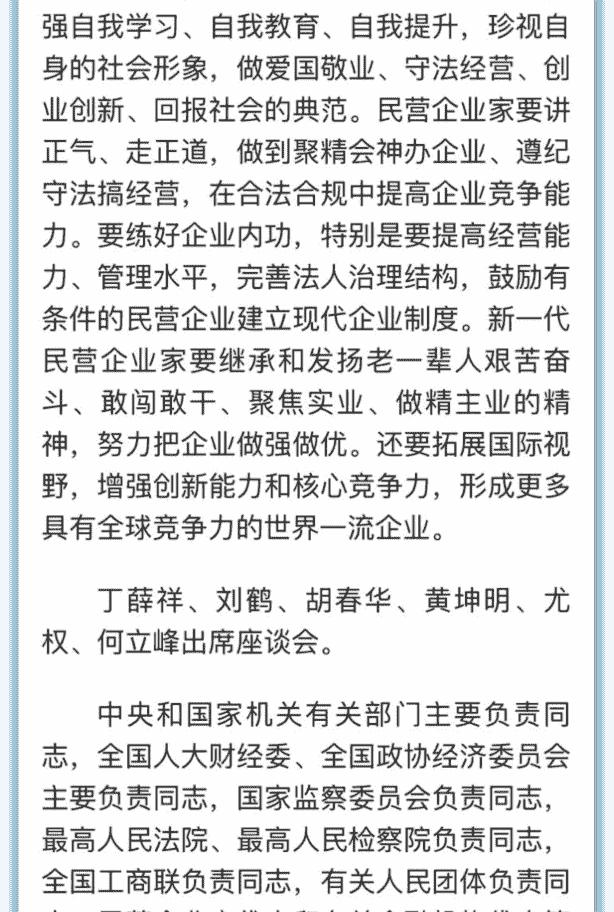 强自我学习、自我教育、自我提升，珍视自
身的社会形象，做爱国敬业、守法经营、创
业创新、回报社会的典范。民营企业家要讲
正气、走正道，做到聚精会神办企业、遵纪
守法搞经营，在合法合规中提高企业竞争能
力。要练好企业内功，特别是要提高经营能
力、管理水平，完善法人治理结构，鼓励有
条件的民营企业建立现代企业制度。新一代
民营企业家要继承和发扬老一辈人艰苦奋
斗、敢闯敢干、聚焦实业、做精主业的精
神，努力把企业做强做优。还要拓展国际视
野，增强创新能力和核心竞争力，形成更多
具有全球竞争力的世界一流企业。
丁薛祥、刘鹤、胡春华、黄坤明、尤
权、何立峰出席座谈会。
中央和国家机关有关部门主要负责同
志，全国人大财经委、全国政协经济委员会
主要负责同志，国家监察委员会负责同志，
最高人民法院、最高人民检察院负责同志，
全国工商联负责同志，有关人民团体负责同